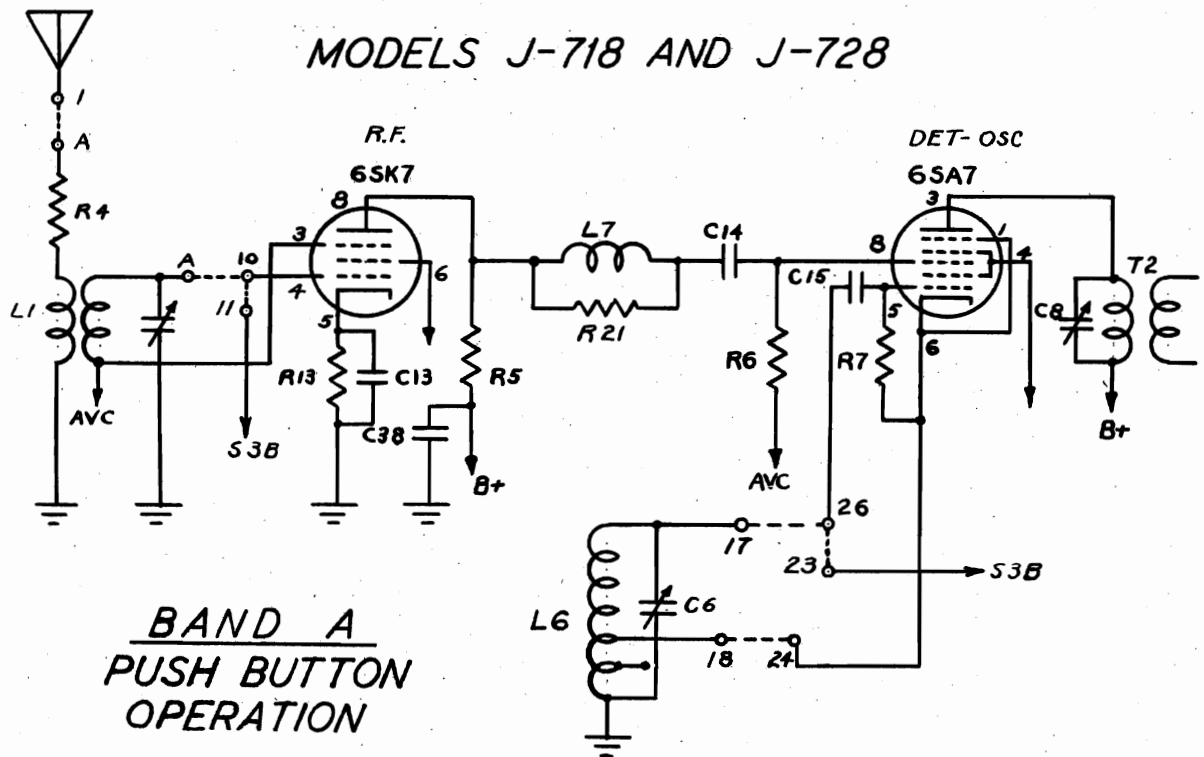 MODELS J-718 AND J-728
1
A
R4
L1
AVC
A
10
11
S3B
R.F.
6SK7
8
3
4
5
6
R13
C13
C38
R5
B+
L7
R21
C14
C15
R6
AVC
DET-OSC
6SA7
3
8
1
4
5
6
R7
C8
T2
B+
17
26
23
S3B
L6
C6
18
24
BAND A
PUSH BUTTON
OPERATION